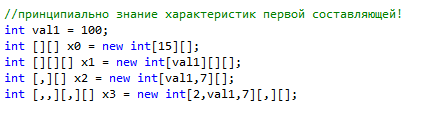 //принципиально знание характеристик первой составляющей!
int val1 = 100;
int [][] x0 = new int[15][];
int [][][] x1 = new int[val1][][];
int [,][] x2 = new int[val1,7][];
int [,,][,][] x3 = new int[2,val1,7][,][];